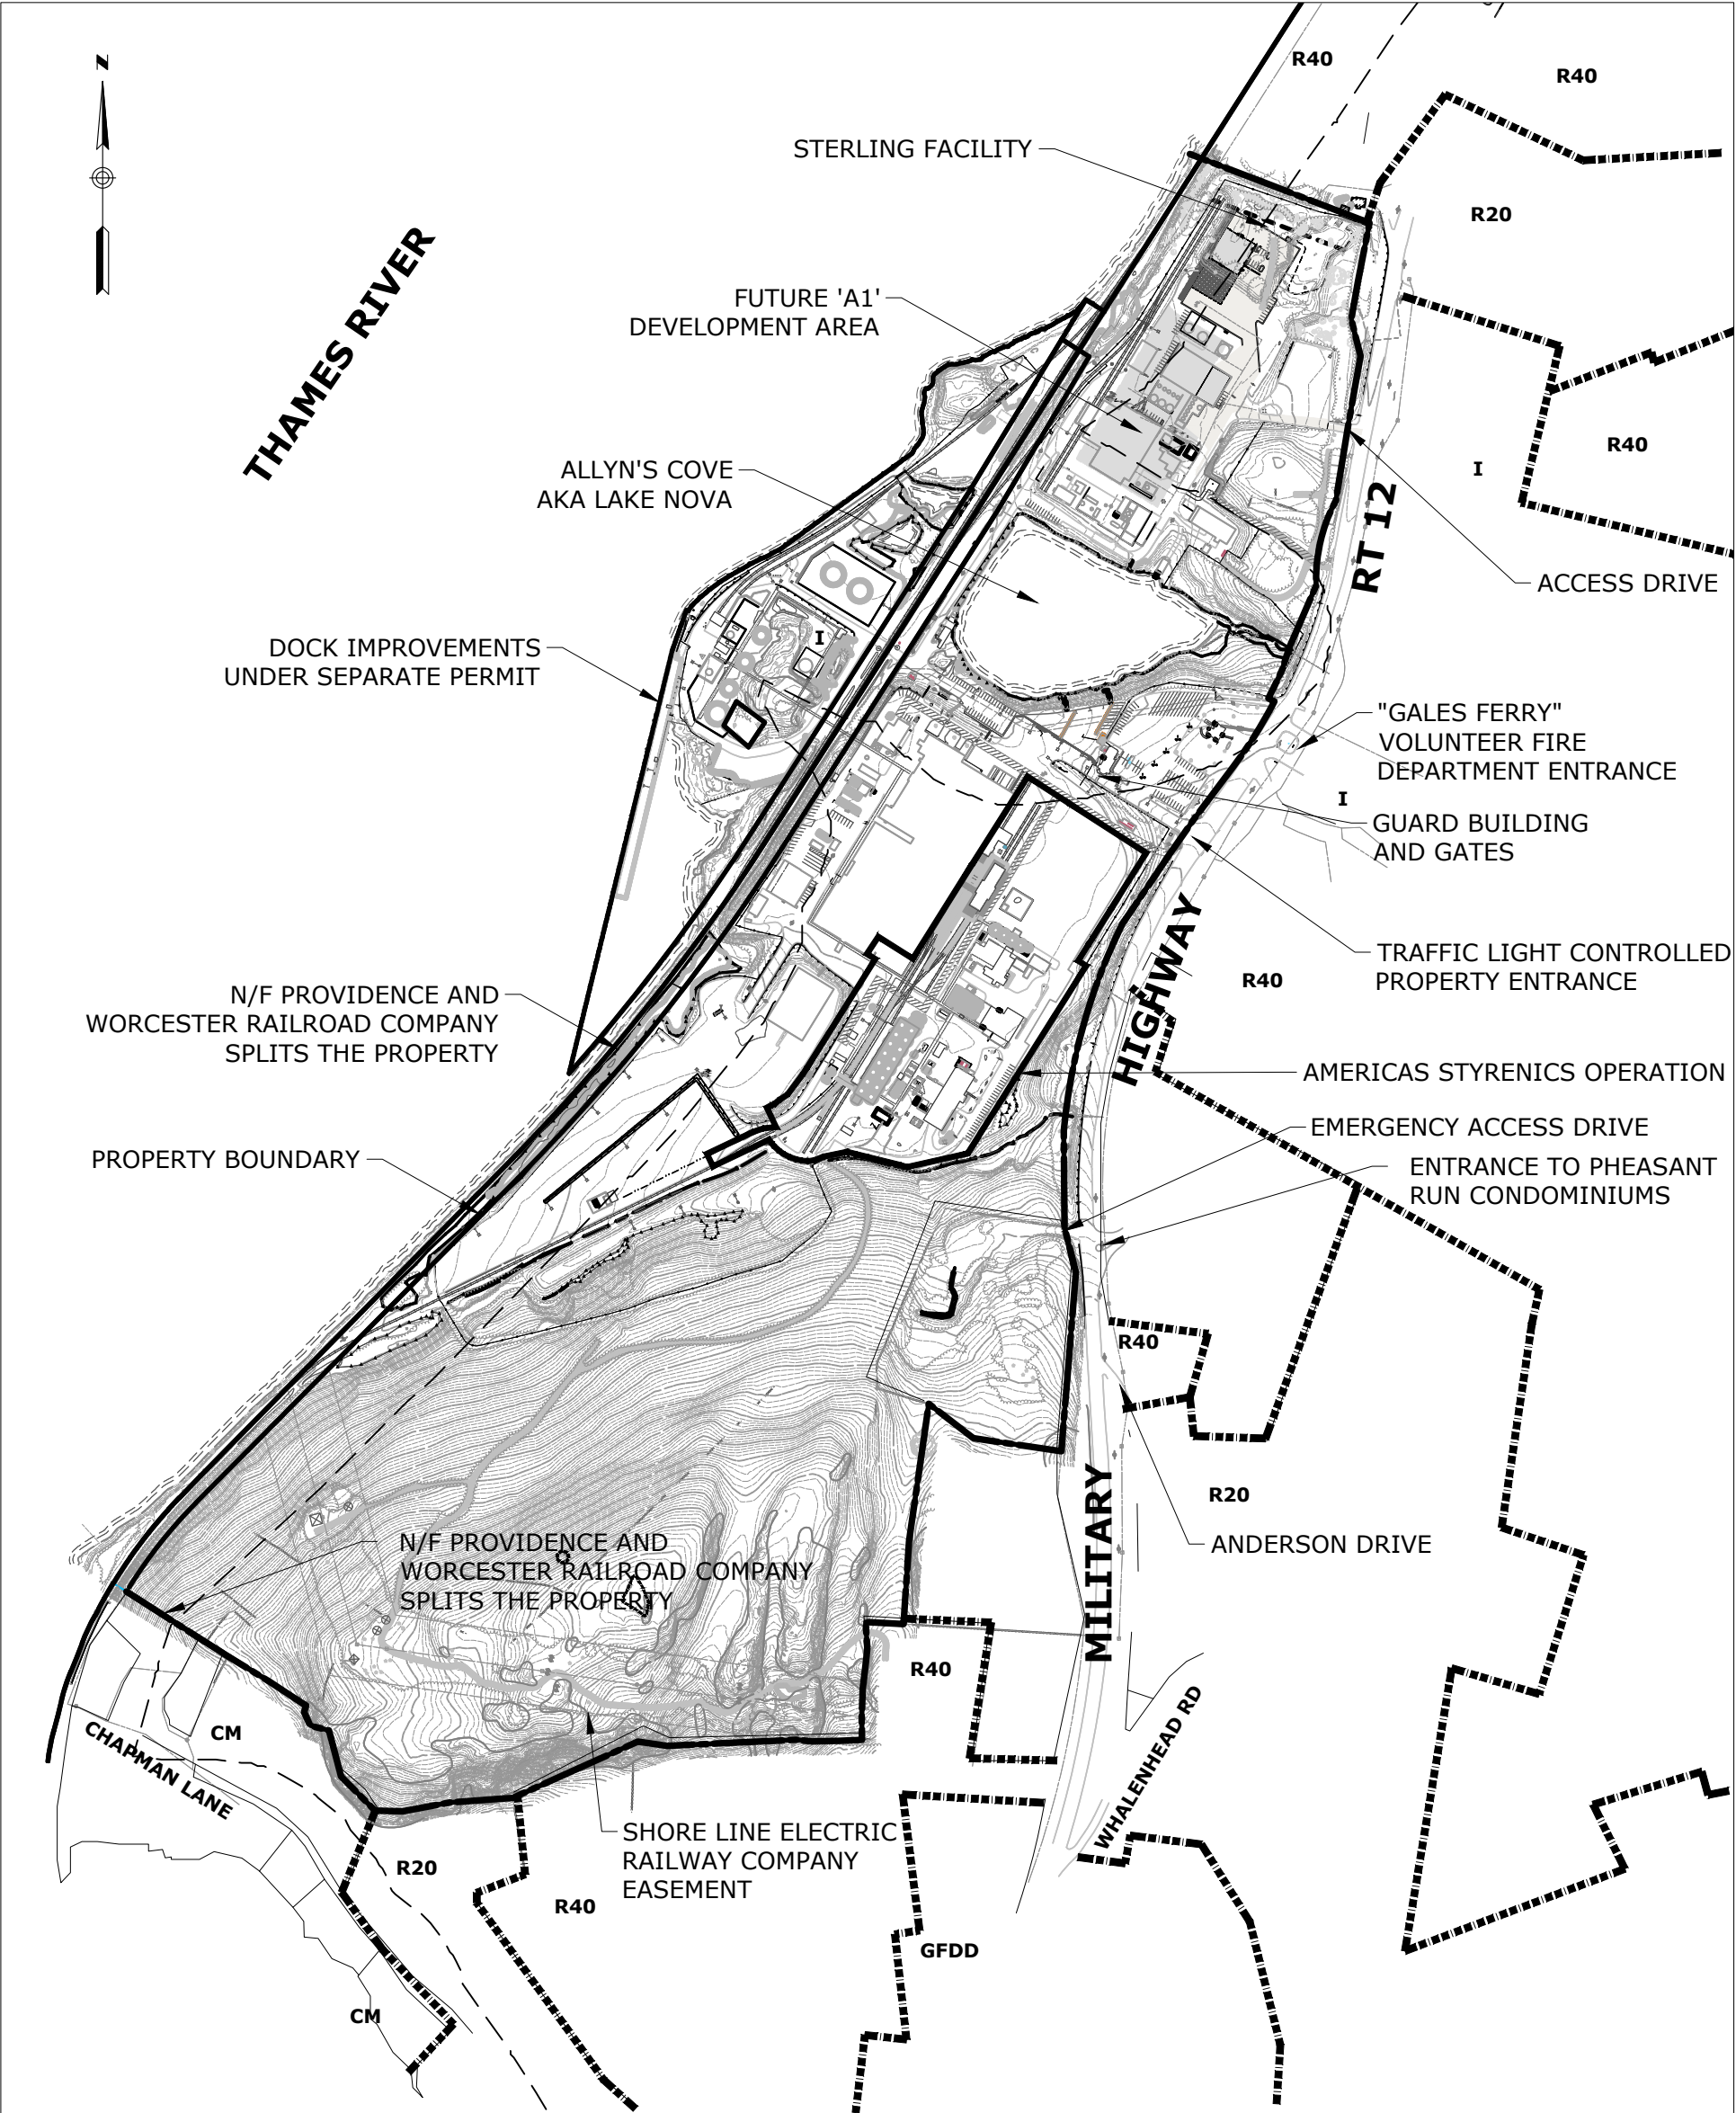 N
R40
R40
STERLING FACILITY
R20
THAMES RIVER
FUTURE 'A1'
DEVELOPMENT AREA
R40
I
ALLYN'S COVE
AKA LAKE NOVA
RT 12
ACCESS DRIVE
I
DOCK IMPROVEMENTS
UNDER SEPARATE PERMIT
"GALES FERRY"
VOLUNTEER FIRE
DEPARTMENT ENTRANCE
I
GUARD BUILDING
AND GATES
HIGHWAY
TRAFFIC LIGHT CONTROLLED
PROPERTY ENTRANCE
R40
N/F PROVIDENCE AND
WORCESTER RAILROAD COMPANY
SPLITS THE PROPERTY
AMERICAS STYRENICS OPERATION
EMERGENCY ACCESS DRIVE
PROPERTY BOUNDARY
ENTRANCE TO PHEASANT
RUN CONDOMINIUMS
R40
R20
MILITARY
ANDERSON DRIVE
N/F PROVIDENCE AND
WORCESTER RAILROAD COMPANY
SPLITS THE PROPERTY
R40
WHALENHEAD RD
CM
CHAPMAN LANE
SHORE LINE ELECTRIC
RAILWAY COMPANY
EASEMENT
R20
R40
GFDD
CM